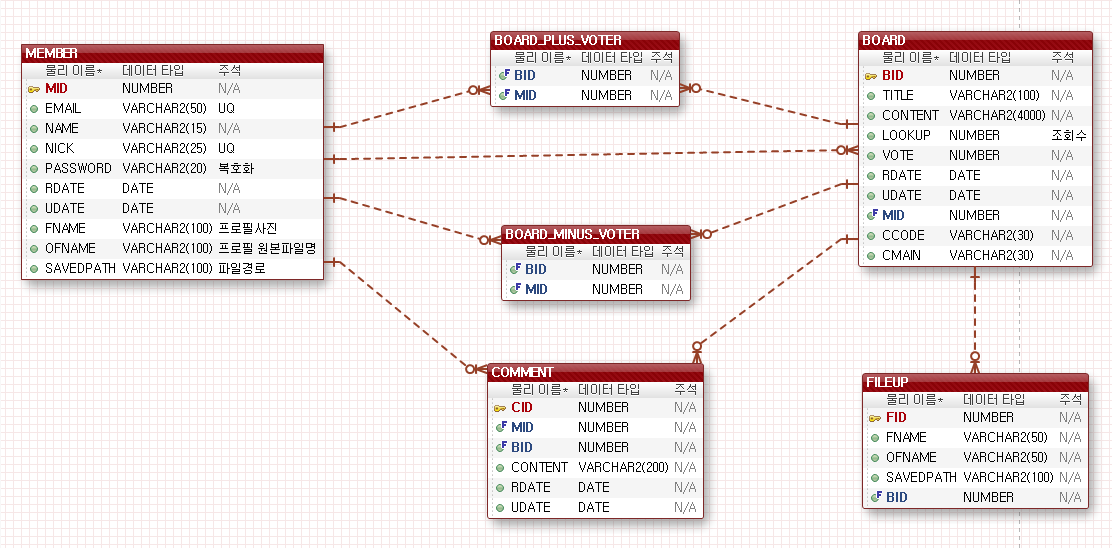 MEMBER
물리 이름* 데이터 타입 주석
MID NUMBER N/A
EMAIL VARCHAR2(50) UQ
NAME VARCHAR2(15) N/A
NICK VARCHAR2(25) UQ
PASSWORD VARCHAR2(20) 복호화
RDATE DATE N/A
UDATE DATE N/A
FNAME VARCHAR2(100) 프로필사진
OFNAME VARCHAR2(100) 프로필 원본파일명
SAVEDPATH VARCHAR2(100) 파일경로
BOARD_PLUS_VOTER
물리 이름* 데이터 타입 주석
F BID NUMBER N/A
F MID NUMBER N/A
BOARD
물리 이름* 데이터 타입 주석
BID NUMBER N/A
TITLE VARCHAR2(100) N/A
CONTENT VARCHAR2(4000) N/A
LOOKUP NUMBER 조회수
VOTE NUMBER N/A
RDATE DATE N/A
UDATE DATE N/A
F MID NUMBER N/A
CCODE VARCHAR2(30) N/A
CMAIN VARCHAR2(30) N/A
BOARD_MINUS_VOTER
물리 이름* 데이터 타입 주석
F BID NUMBER N/A
F MID NUMBER N/A
COMMENT
물리 이름* 데이터 타입 주석
CID NUMBER N/A
F MID NUMBER N/A
F BID NUMBER N/A
CONTENT VARCHAR2(200) N/A
RDATE DATE N/A
UDATE DATE N/A
FILEUP
물리 이름* 데이터 타입 주석
FID NUMBER N/A
FNAME VARCHAR2(50) N/A
OFNAME VARCHAR2(50) N/A
SAVEDPATH VARCHAR2(100) N/A
F BID NUMBER N/A